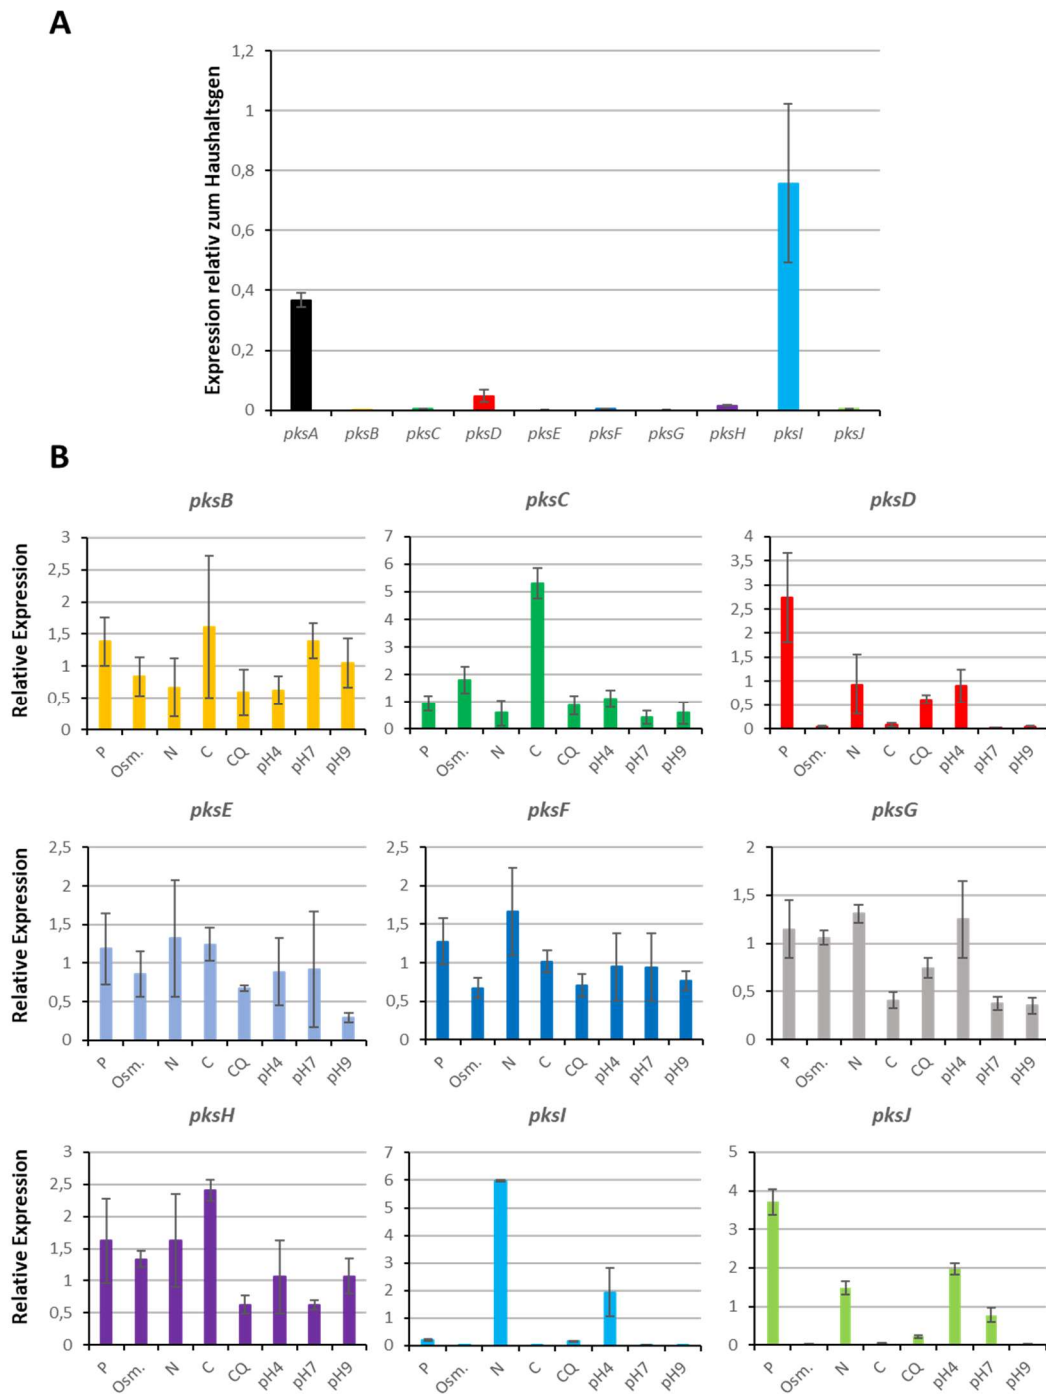 A
Expression relativ zum Haushaltsgen
1,2
1
0,8
0,6
0,4
0,2
0
pksA pksB pksC pksD pksE pksF pksG pksH pksI pksJ
B
pksB
Relative Expression
3
2,5
2
1,5
1
0,5
0
P Osm. N C CQ pH4 pH7 pH9
pksC
7
6
5
4
3
2
1
0
P Osm. N C CQ pH4 pH7 pH9
pksD
4
3,5
3
2,5
2
1,5
1
0,5
0
P Osm. N C CQ pH4 pH7 pH9
pksE
Relative Expression
2,5
2
1,5
1
0,5
0
P Osm. N C CQ pH4 pH7 pH9
pksF
2,5
2
1,5
1
0,5
0
P Osm. N C CQ pH4 pH7 pH9
pksG
2
1,5
1
0,5
0
P Osm. N C CQ pH4 pH7 pH9
pksH
Relative Expression
3
2,5
2
1,5
1
0,5
0
P Osm. N C CQ pH4 pH7 pH9
pksI
7
6
5
4
3
2
1
0
P Osm. N C CQ pH4 pH7 pH9
pksJ
5
4
3
2
1
0
P Osm. N C CQ pH4 pH7 pH9